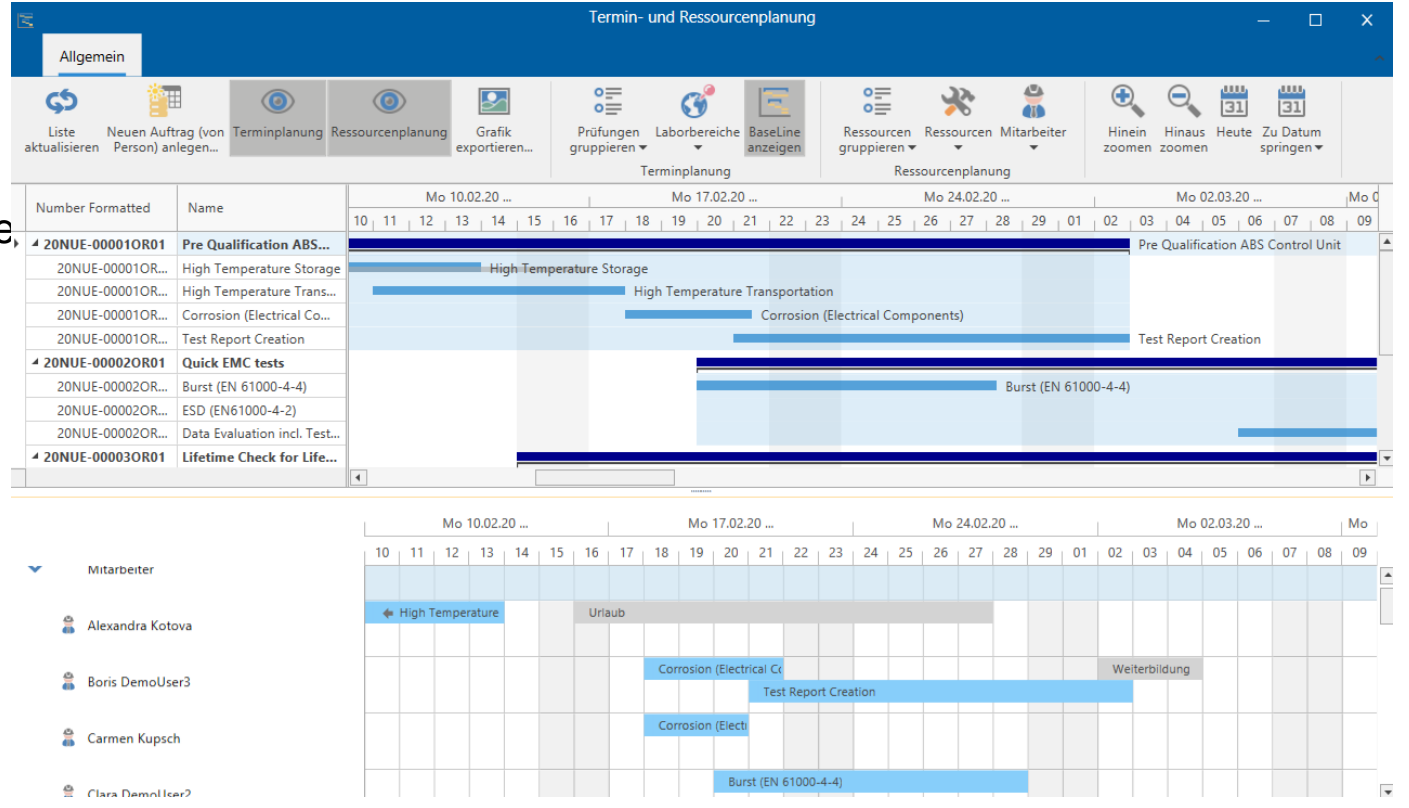 Termin- und Ressourcenplanung
Allgemein
Liste aktualisieren
Neuen Auftrag (von Person) anlegen...
Terminplanung
Ressourcenplanung
Grafik exportieren...
Prüfungen gruppieren
Laborbereiche
BaseLine anzeigen
Ressourcen gruppieren
Ressourcen
Mitarbeiter
Hinein zoomen
Hinaus zoomen
31 Heute
31 Zu Datum springen
Terminplanung
Ressourcenplanung
Number Formatted Name
Mo 10.02.20 ... Mo 17.02.20 ... Mo 24.02.20 ... Mo 02.03.20 ... Mo
10 11 12 13 14 15 16 17 18 19 20 21 22 23 24 25 26 27 28 29 01 02 03 04 05 06 07 08 09
e
20NUE-00001OR01 Pre Qualification ABS... Pre Qualification ABS Control Unit
20NUE-00001OR... High Temperature Storage High Temperature Storage
20NUE-00001OR... High Temperature Trans... High Temperature Transportation
20NUE-00001OR... Corrosion (Electrical Co... Corrosion (Electrical Components)
20NUE-00001OR... Test Report Creation Test Report Creation
20NUE-00002OR01 Quick EMC tests
20NUE-00002OR... Burst (EN 61000-4-4) Burst (EN 61000-4-4)
20NUE-00002OR... ESD (EN61000-4-2)
20NUE-00002OR... Data Evaluation incl. Test...
20NUE-00003OR01 Lifetime Check for Life...
Mo 10.02.20 ... Mo 17.02.20 ... Mo 24.02.20 ... Mo 02.03.20 ... Mo
10 11 12 13 14 15 16 17 18 19 20 21 22 23 24 25 26 27 28 29 01 02 03 04 05 06 07 08 09
Mitarbeiter
Alexandra Kotova High Temperature Urlaub
Boris DemoUser3 Corrosion (Electrical Co Weiterbildung
Test Report Creation
Carmen Kupsch Corrosion (Electr
Clara DemoUser2 Burst (EN 61000-4-4)